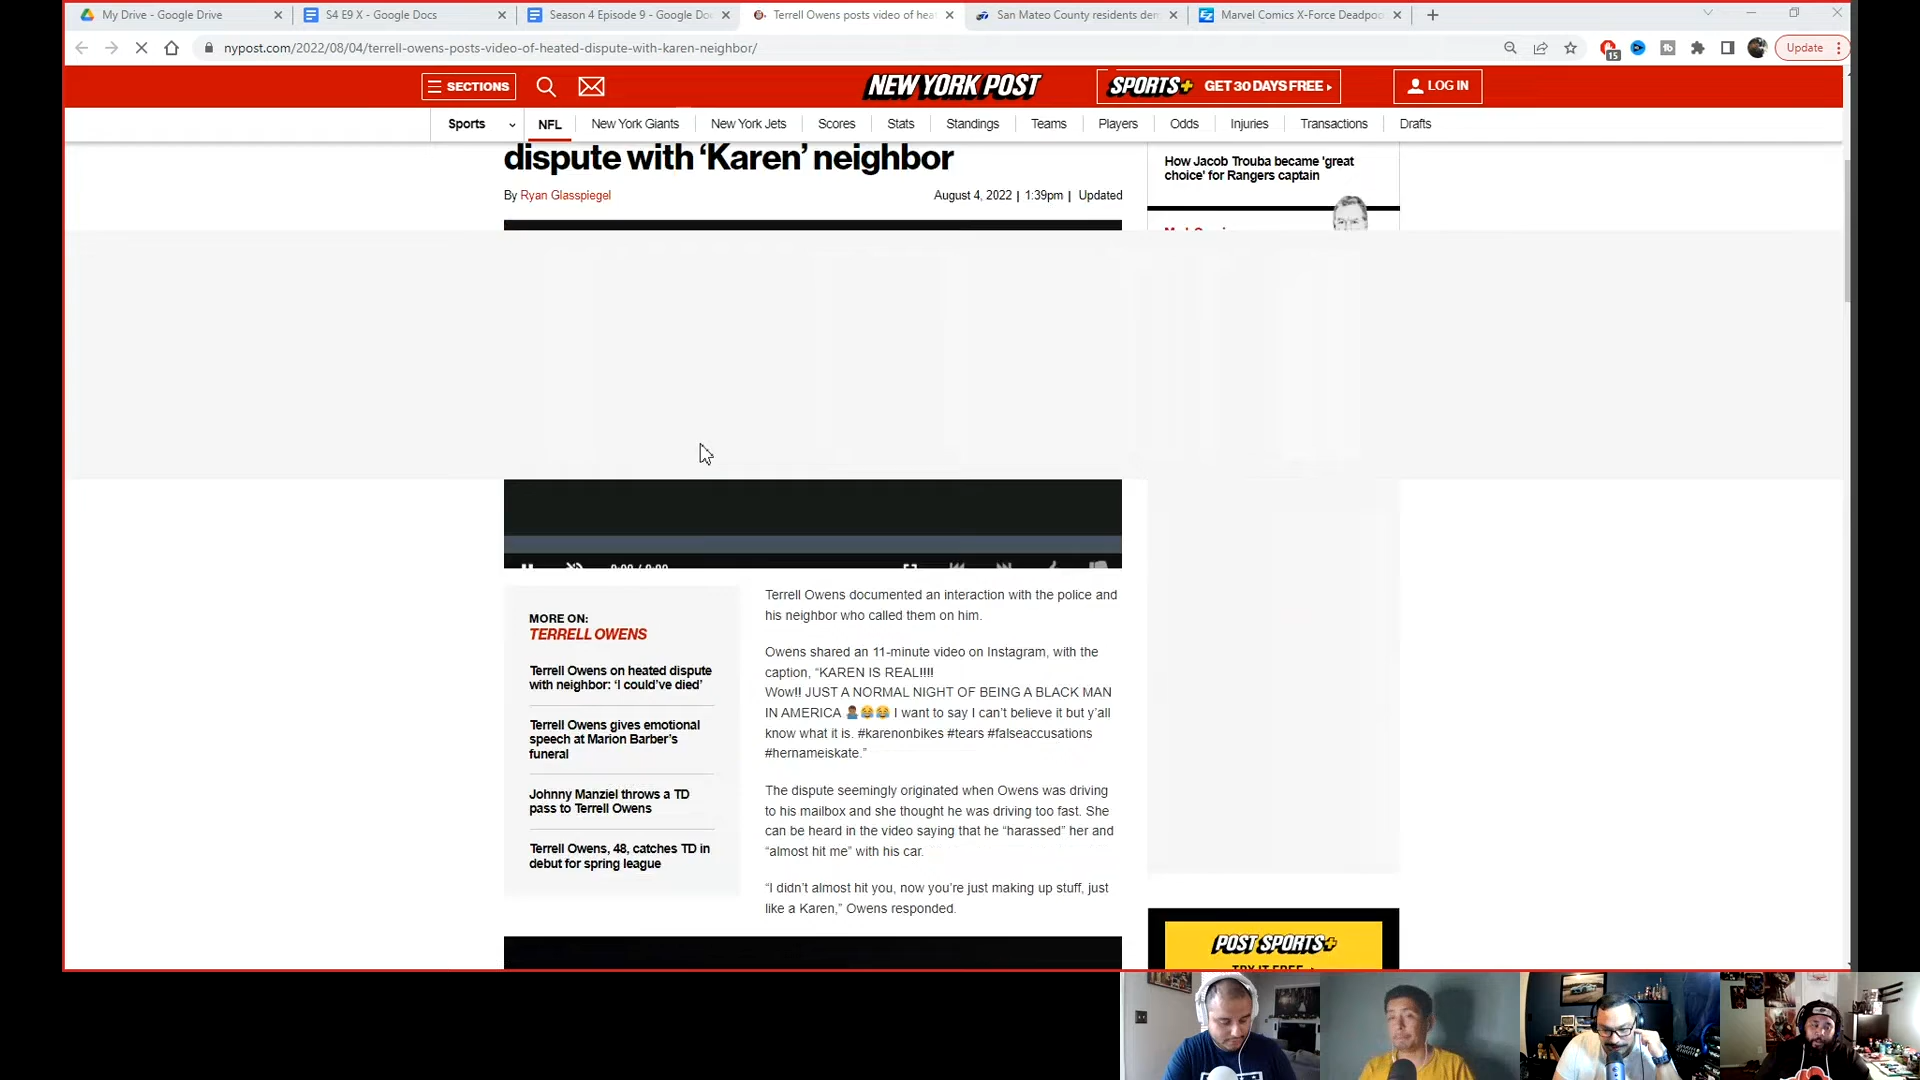 My Drive - Google Drive
S4 E9 X - Google Docs
Season 4 Episode 9 - Google Do
Terrell Owens posts video of hea
San Mateo County residents den
Marvel Comics X-Force Deadpoo
nypost.com/2022/08/04/terrell-owens-posts-video-of-heated-dispute-with-karen-neighbor/
15
Update
SECTIONS
NEW YORK POST
SPORTS+ GET 30 DAYS FREE
LOG IN
Sports
NFL
New York Giants
New York Jets
Scores
Stats
Standings
Teams
Players
Odds
Injuries
Transactions
Drafts
dispute with ‘Karen’ neighbor
By Ryan Glasspiegel
August 4, 2022 | 1:39pm | Updated
How Jacob Trouba became 'great
choice' for Rangers captain
0:00 / 0:00
MORE ON:
TERRELL OWENS
Terrell Owens on heated dispute
with neighbor: ‘I could’ve died’
Terrell Owens gives emotional
speech at Marion Barber’s
funeral
Johnny Manziel throws a TD
pass to Terrell Owens
Terrell Owens, 48, catches TD in
debut for spring league
Terrell Owens documented an interaction with the police and
his neighbor who called them on him.
Owens shared an 11-minute video on Instagram, with the
caption, “KAREN IS REAL!!!!
Wow!! JUST A NORMAL NIGHT OF BEING A BLACK MAN
IN AMERICA 🤷🏾‍♂️😂😂 I want to say I can’t believe it but y’all
know what it is. #karenonbikes #tears #falseaccusations
#hernameiskate.”
The dispute seemingly originated when Owens was driving
to his mailbox and she thought he was driving too fast. She
can be heard in the video saying that he “harassed” her and
“almost hit me” with his car.
“I didn’t almost hit you, now you’re just making up stuff, just
like a Karen,” Owens responded.
POST SPORTS+
TRY IT FREE